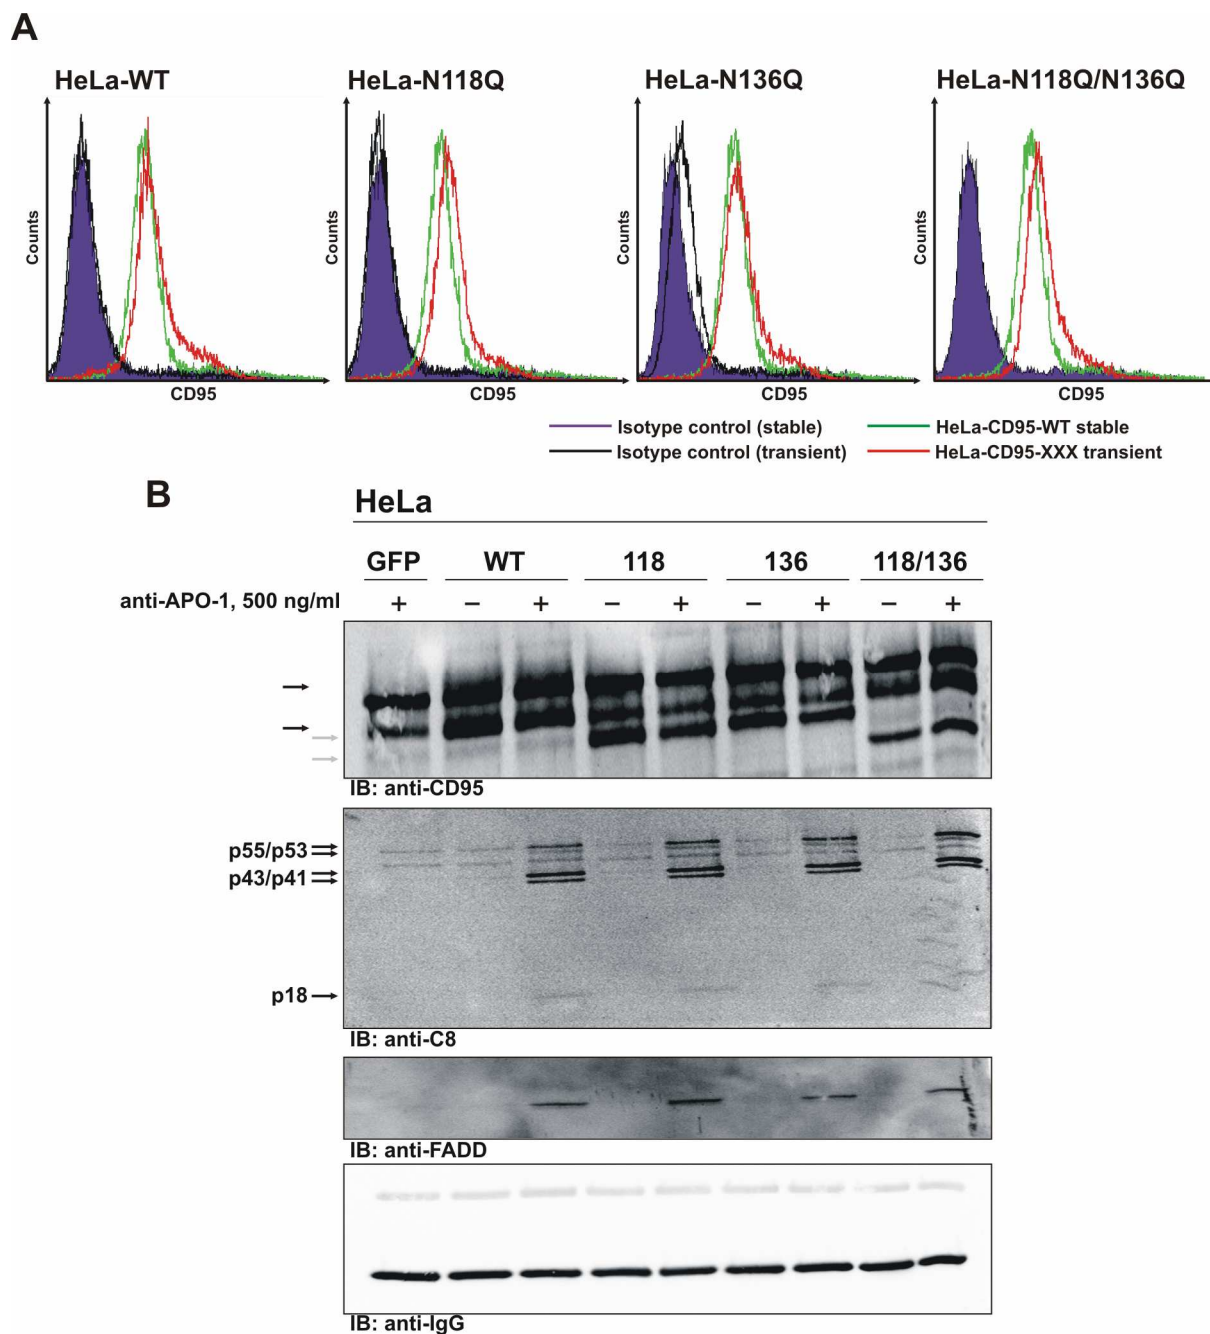 A
HeLa-WT
HeLa-N118Q
HeLa-N136Q
HeLa-N118Q/N136Q
Counts
Counts
Counts
Counts
CD95
CD95
CD95
CD95
Isotype control (stable)
HeLa-CD95-WT stable
Isotype control (transient)
HeLa-CD95-XXX transient
B
HeLa
GFP WT 118 136 118/136
anti-APO-1, 500 ng/ml + − + − + − + − +
IB: anti-CD95
p55/p53
p43/p41
p18
IB: anti-C8
IB: anti-FADD
IB: anti-IgG